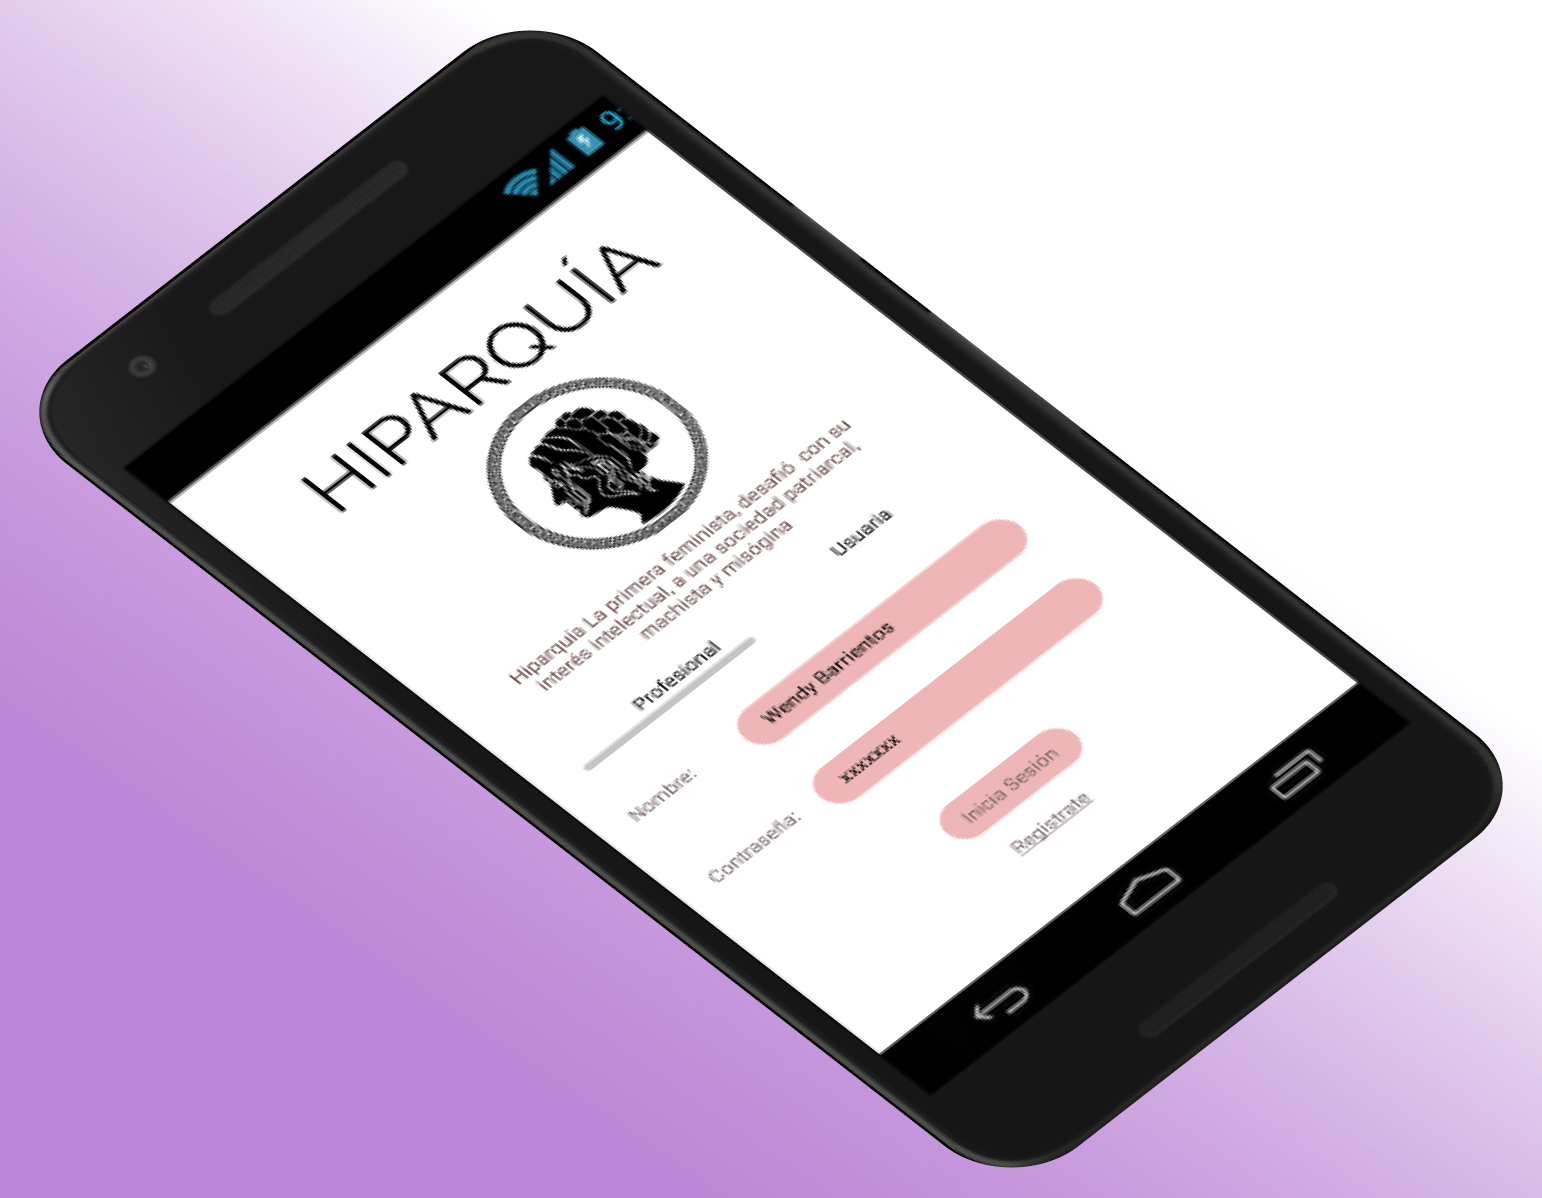 9:
HIPARQUÍA
Hiparquía La primera feminista, desafió con su
interés intelectual, a una sociedad patriarcal,
machista y misógina
Profesional
Usuaria
Nombre:
Wendy Barrientos
Contraseña:
xxxxxxx
Inicia Sesión
Registrate